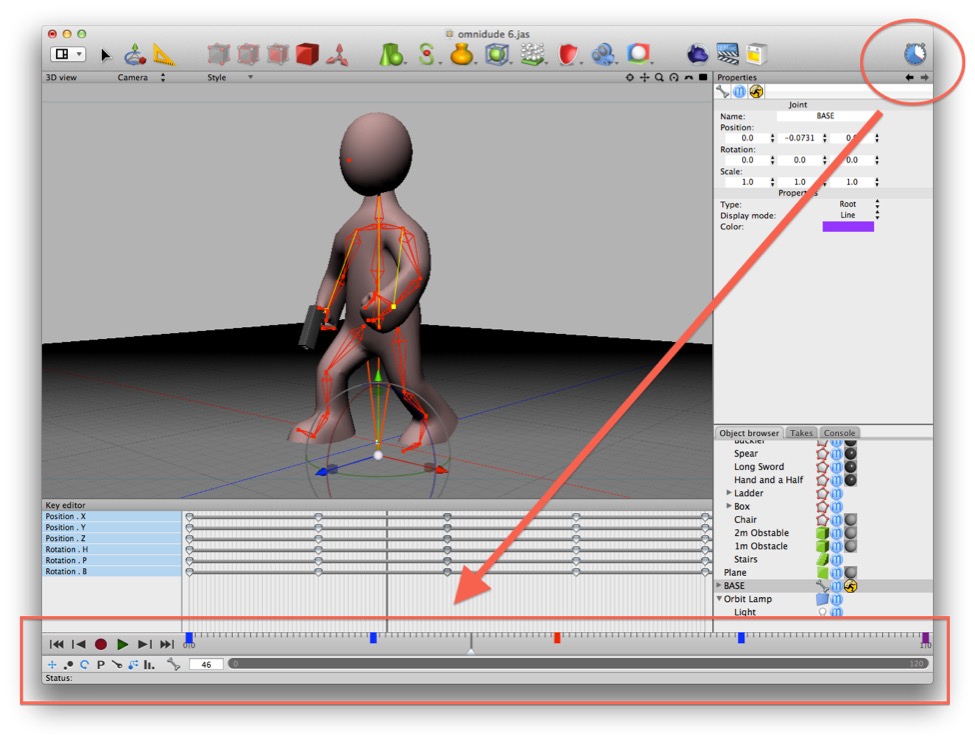 omnidude 6.jas
3D view Camera Style
Properties
Joint
Name: BASE
Position:
0.0 -0.0731
Rotation:
0.0 0.0 0.0
Scale:
1.0 1.0 1.0
Properties
Type: Root
Display mode: Line
Color:
Object browser Takes Console
Buckler
Spear
Long Sword
Hand and a Half
Ladder
Box
Chair
2m Obstable
1m Obstacle
Stairs
Plane
BASE
Orbit Lamp
Light
Key editor
Position . X
Position . Y
Position . Z
Rotation . H
Rotation . P
Rotation . B
0.0 1.0
P 46 0 120
Status: